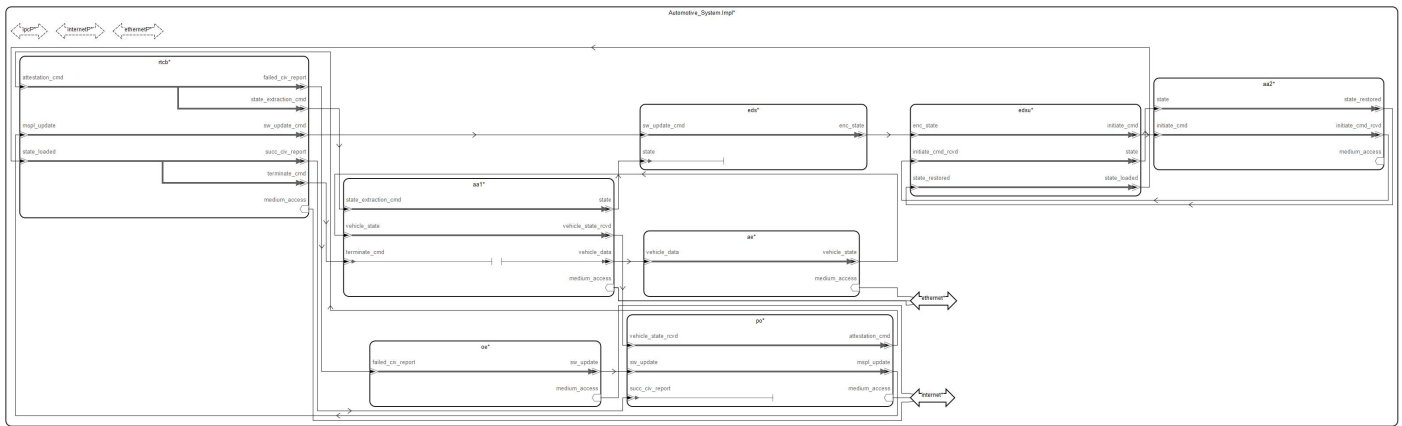 Automotive_System.Impl*
ipcP**
InternetP**
ethernetP**
rtcb*
attestation_cmd
failed_civ_report
state_extraction_cmd
mspl_update
sw_update_cmd
state_loaded
succ_civ_report
terminate_cmd
medium_access
aa1*
state_extraction_cmd
state
vehicle_state
vehicle_state_rcvd
terminate_cmd
vehicle_data
medium_access
eds*
sw_update_cmd
enc_state
state
edsu*
enc_state
initiate_cmd
initiate_cmd_rcvd
state
state_restored
state_loaded
aa2*
state
state_restored
initiate_cmd
initiate_cmd_rcvd
medium_access
ae*
vehicle_data
vehicle_state
medium_access
ethernet*
oe*
failed_civ_report
sw_update
medium_access
po*
vehicle_state_rcvd
attestation_cmd
sw_update
mspl_update
succ_civ_report
medium_access
internet*